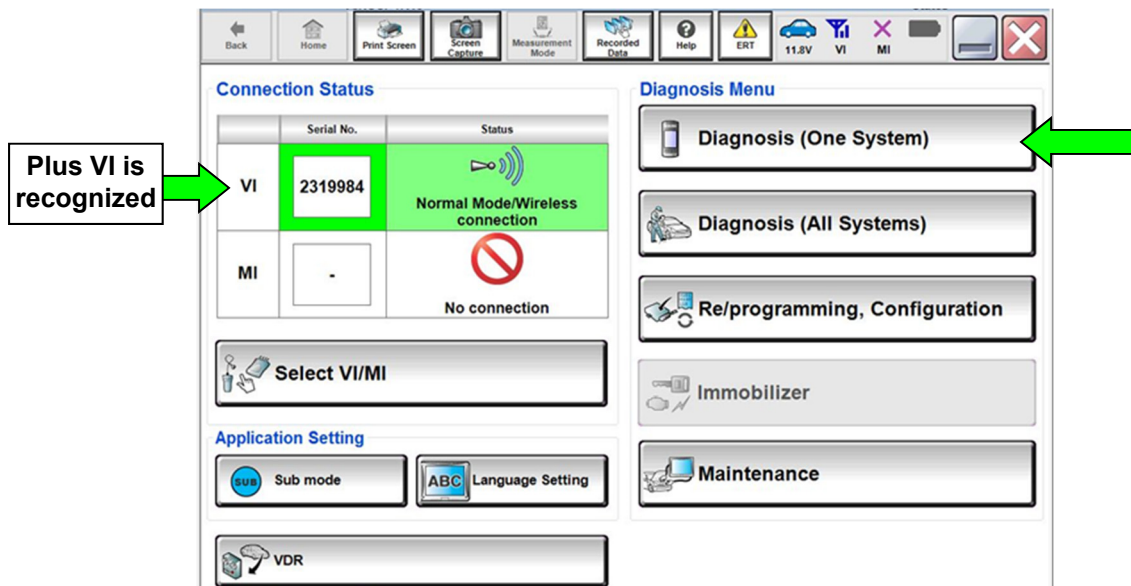 Back
Home
Print Screen
Screen
Capture
Measurement
Mode
Recorded
Data
Help
ERT
11.8V
VI
MI
Connection Status
Serial No.
Status
Plus VI is
recognized
VI
2319984
Normal Mode/Wireless
connection
MI
-
No connection
Select VI/MI
Application Setting
SUB
Sub mode
ABC
Language Setting
VDR
Diagnosis Menu
Diagnosis (One System)
Diagnosis (All Systems)
Re/programming, Configuration
Immobilizer
Maintenance